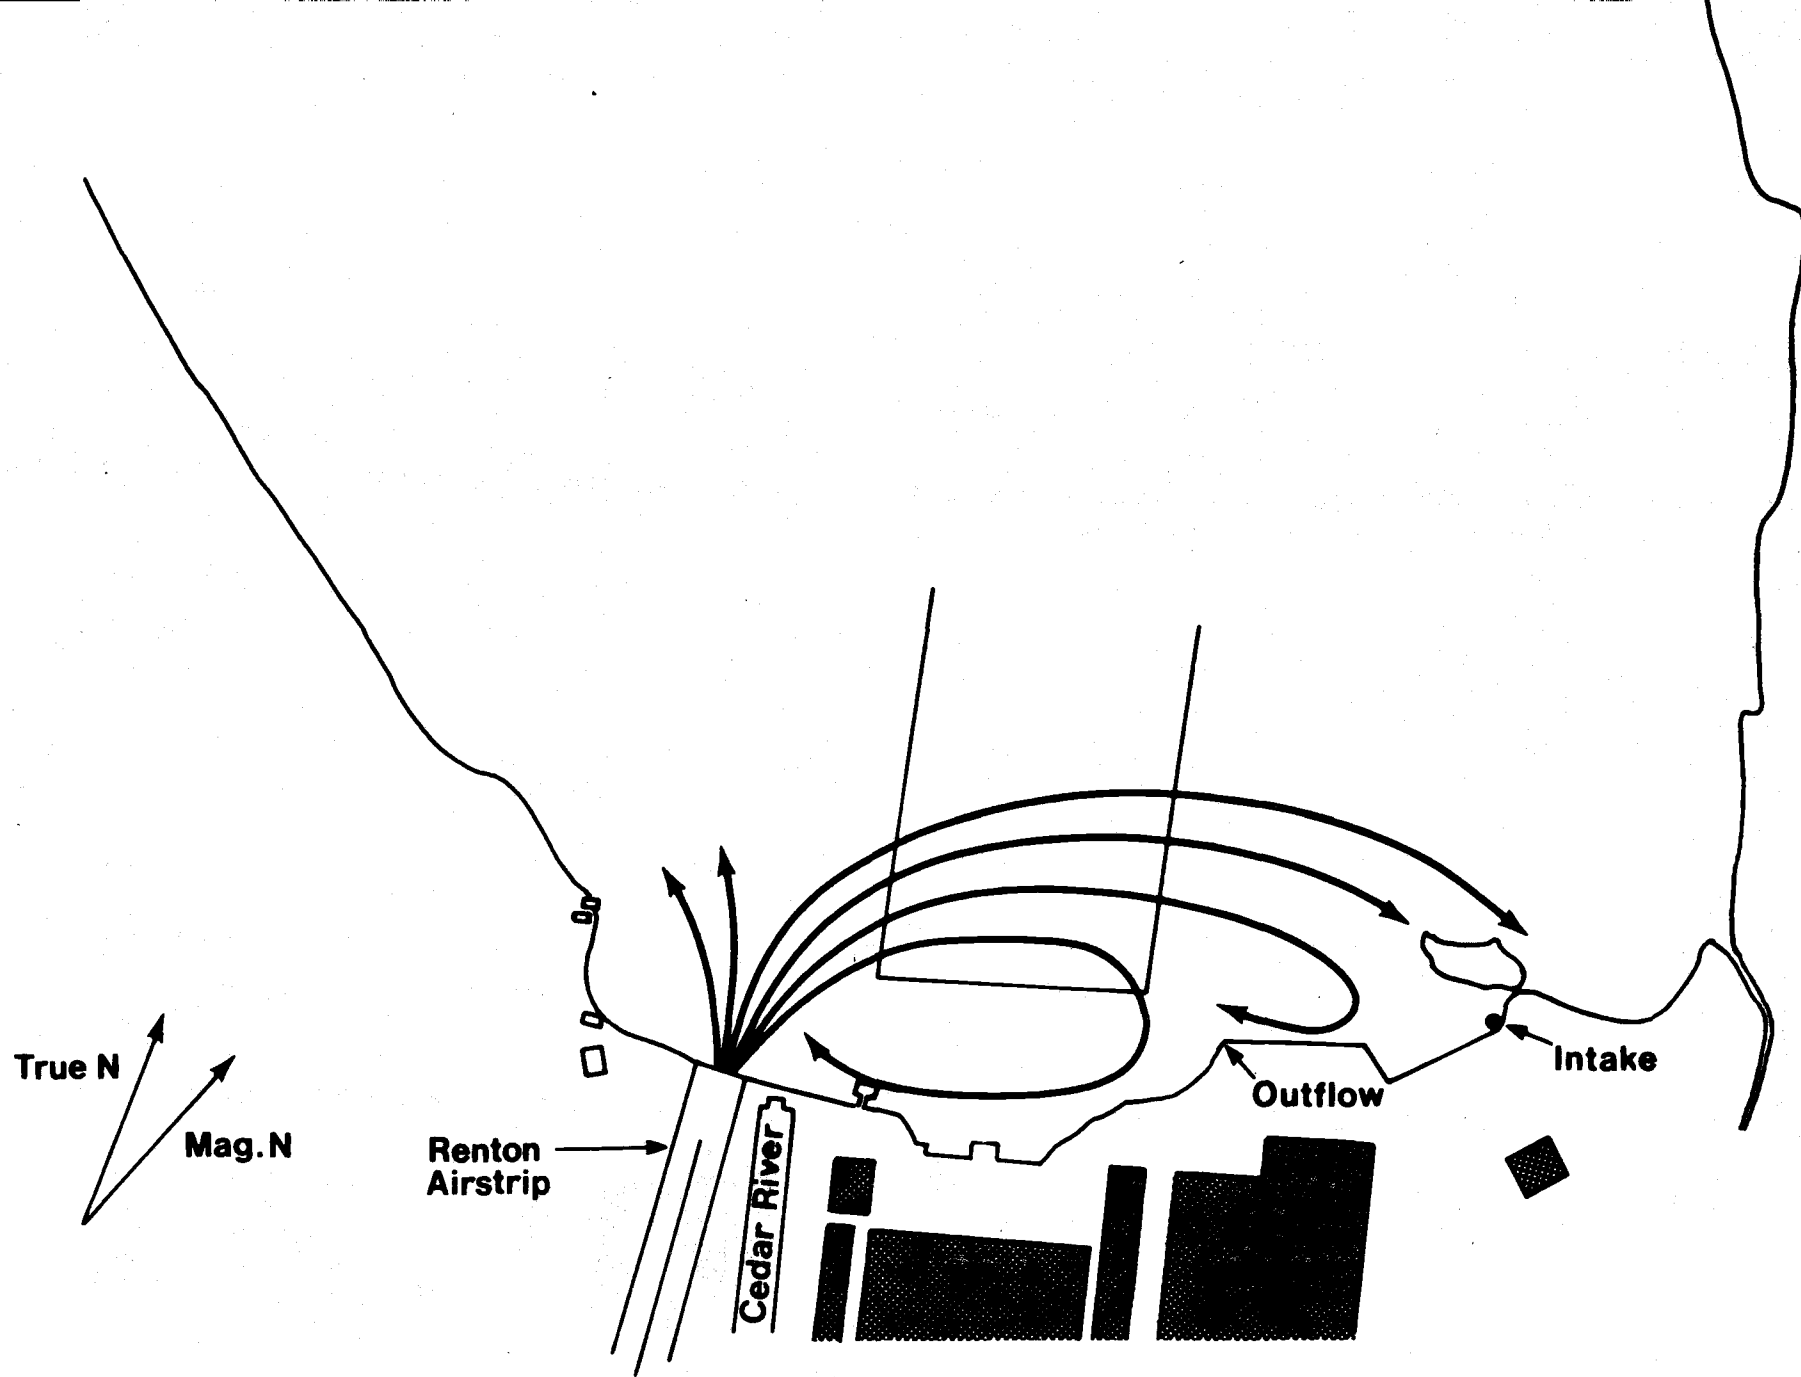 True N
Mag. N
Renton
Airstrip
Cedar River
Outflow
Intake